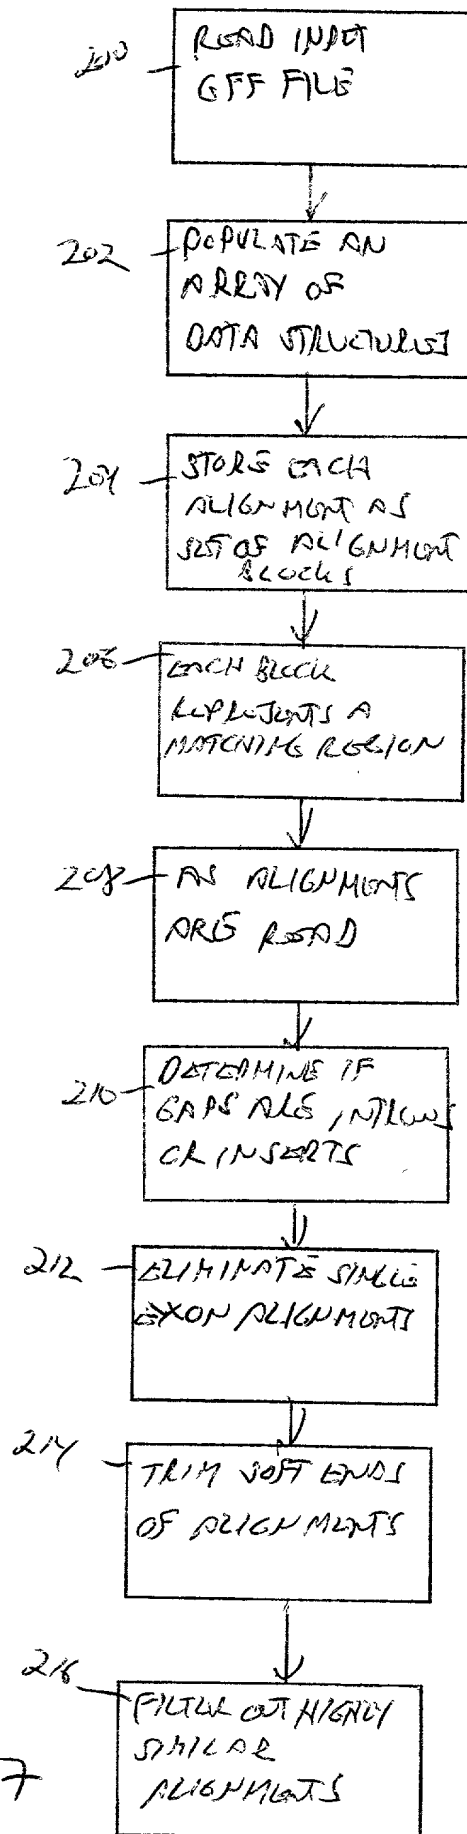 200
READ INPUT
GFF FILE
202
POPULATE AN
ARRAY OF
DATA STRUCTURES
204
STORE EACH
ALIGNMENT AS
SET OF ALIGNMENT
BLOCKS
206
EACH BLOCK
REPRESENTS A
MATCHING REGION
208
AS ALIGNMENTS
ARE READ
210
DETERMINE IF
GAPS ARE INTRONS
OR INSERTS
212
ELIMINATE SINGLE
EXON ALIGNMENTS
214
TRIM SOFT ENDS
OF ALIGNMENTS
216
FILTER OUT HIGHLY
SIMILAR
ALIGNMENTS
7